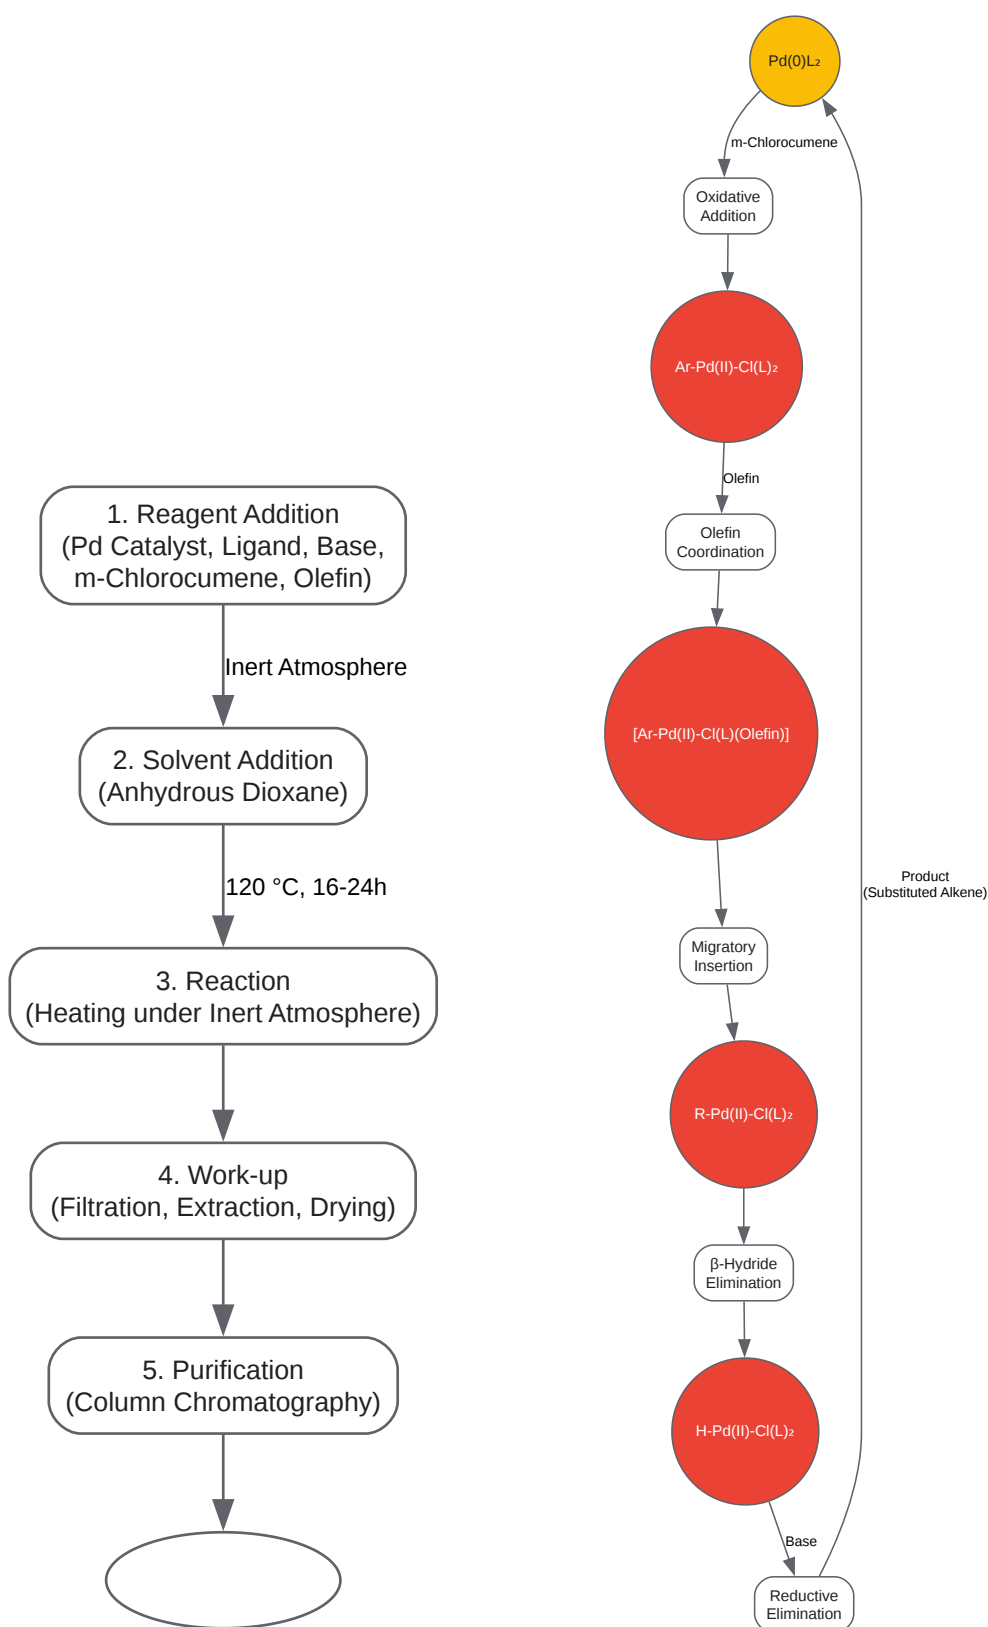 1. Reagent Addition
(Pd Catalyst, Ligand, Base,
m-Chlorocumene, Olefin)
Inert Atmosphere
2. Solvent Addition
(Anhydrous Dioxane)
120 °C, 16-24h
3. Reaction
(Heating under Inert Atmosphere)
4. Work-up
(Filtration, Extraction, Drying)
5. Purification
(Column Chromatography)
Pd(0)L₂
m-Chlorocumene
Oxidative
Addition
Ar-Pd(II)-Cl(L)₂
Olefin
Olefin
Coordination
[Ar-Pd(II)-Cl(L)(Olefin)]
Migratory
Insertion
R-Pd(II)-Cl(L)₂
β-Hydride
Elimination
H-Pd(II)-Cl(L)₂
Base
Reductive
Elimination
Product
(Substituted Alkene)